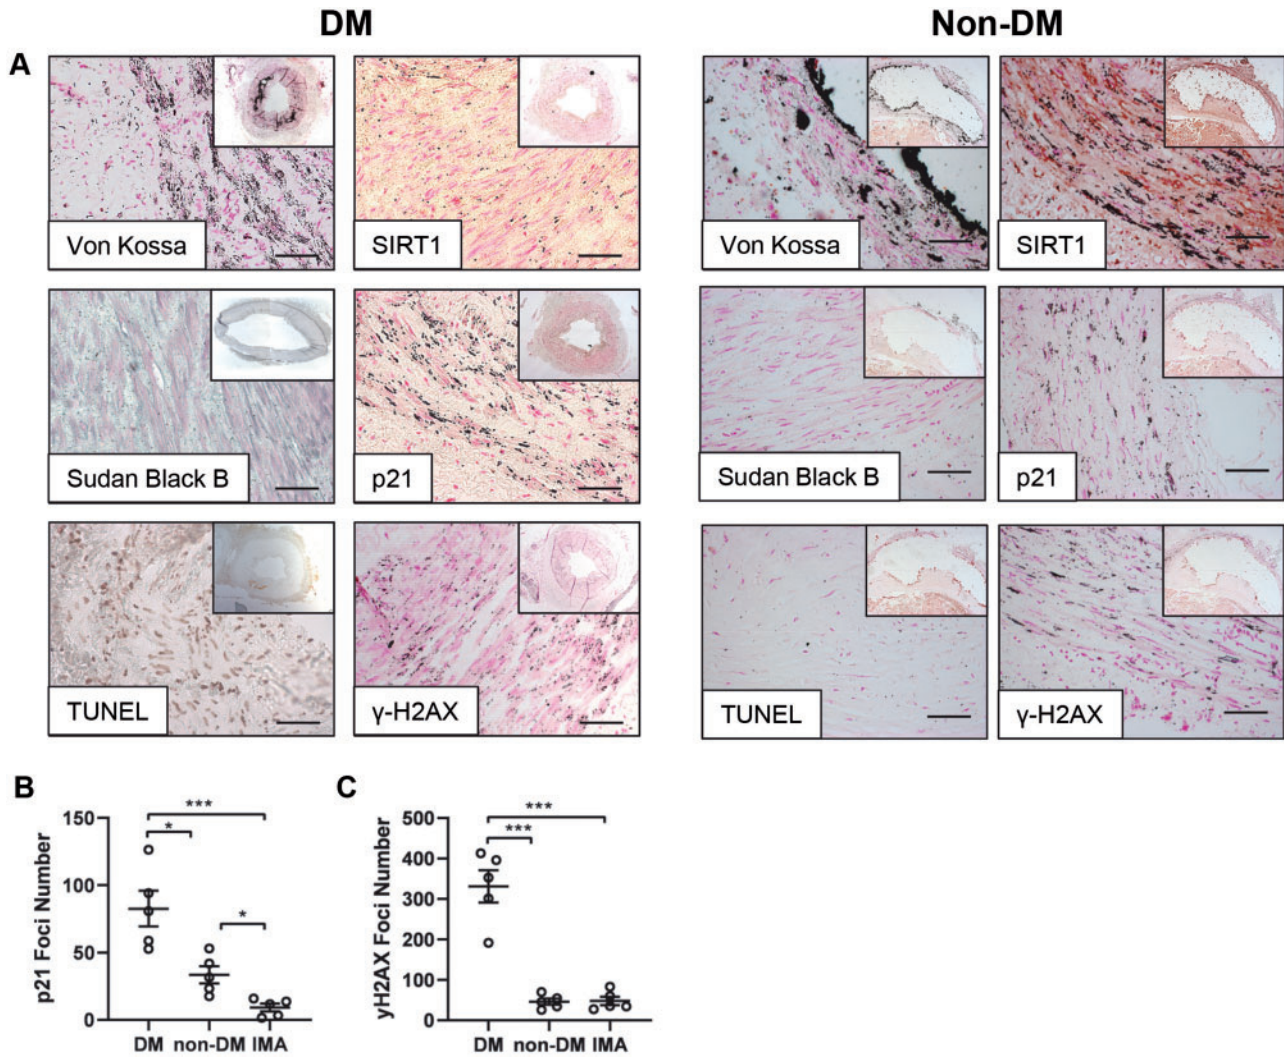 DM Non-DM
A
Von Kossa SIRT1 Von Kossa SIRT1
Sudan Black B p21 Sudan Black B p21
TUNEL γ-H2AX TUNEL γ-H2AX
B
p21 Foci Number
150
100
50
0
***
*
*
DM non-DM IMA
C
yH2AX Foci Number
500
400
300
200
100
0
***
***
DM non-DM IMA